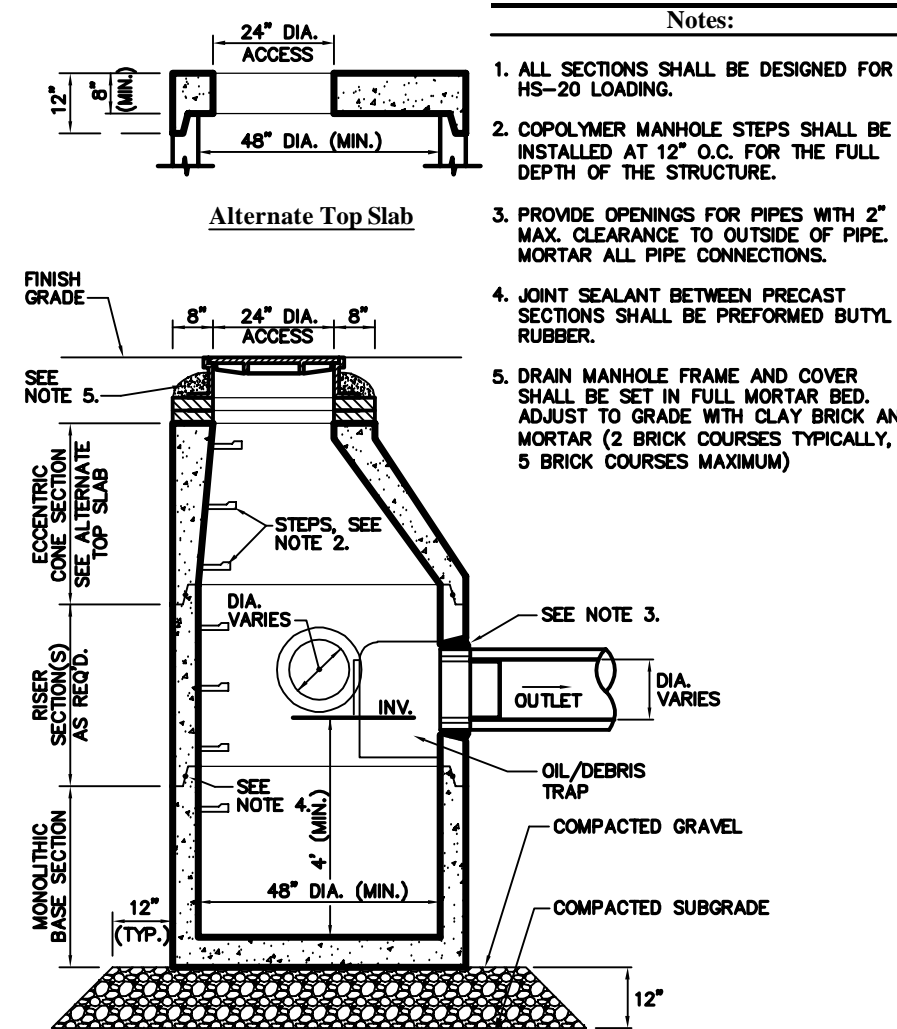 24" DIA.
ACCESS
12"
8"
(MIN.)
48" DIA. (MIN.)
Alternate Top Slab
Notes:
1. ALL SECTIONS SHALL BE DESIGNED FOR
HS-20 LOADING.
2. COPOLYMER MANHOLE STEPS SHALL BE
INSTALLED AT 12" O.C. FOR THE FULL
DEPTH OF THE STRUCTURE.
3. PROVIDE OPENINGS FOR PIPES WITH 2"
MAX. CLEARANCE TO OUTSIDE OF PIPE.
MORTAR ALL PIPE CONNECTIONS.
4. JOINT SEALANT BETWEEN PRECAST
SECTIONS SHALL BE PREFORMED BUTYL
RUBBER.
5. DRAIN MANHOLE FRAME AND COVER
SHALL BE SET IN FULL MORTAR BED.
ADJUST TO GRADE WITH CLAY BRICK AN
MORTAR (2 BRICK COURSES TYPICALLY,
5 BRICK COURSES MAXIMUM)
FINISH
GRADE
8"
24" DIA.
ACCESS
8"
SEE
NOTE 5.
ECCENTRIC
CONE SECTION
SEE ALTERNATE
TOP SLAB
STEPS, SEE
NOTE 2.
DIA.
VARIES
SEE NOTE 3.
RISER
SECTION(S)
AS REQ'D.
INV.
OUTLET
DIA.
VARIES
OIL/DEBRIS
TRAP
SEE
NOTE 4.
4' (MIN.)
MONOLITHIC
BASE SECTION
COMPACTED GRAVEL
48" DIA. (MIN.)
12"
(TYP.)
COMPACTED SUBGRADE
12"